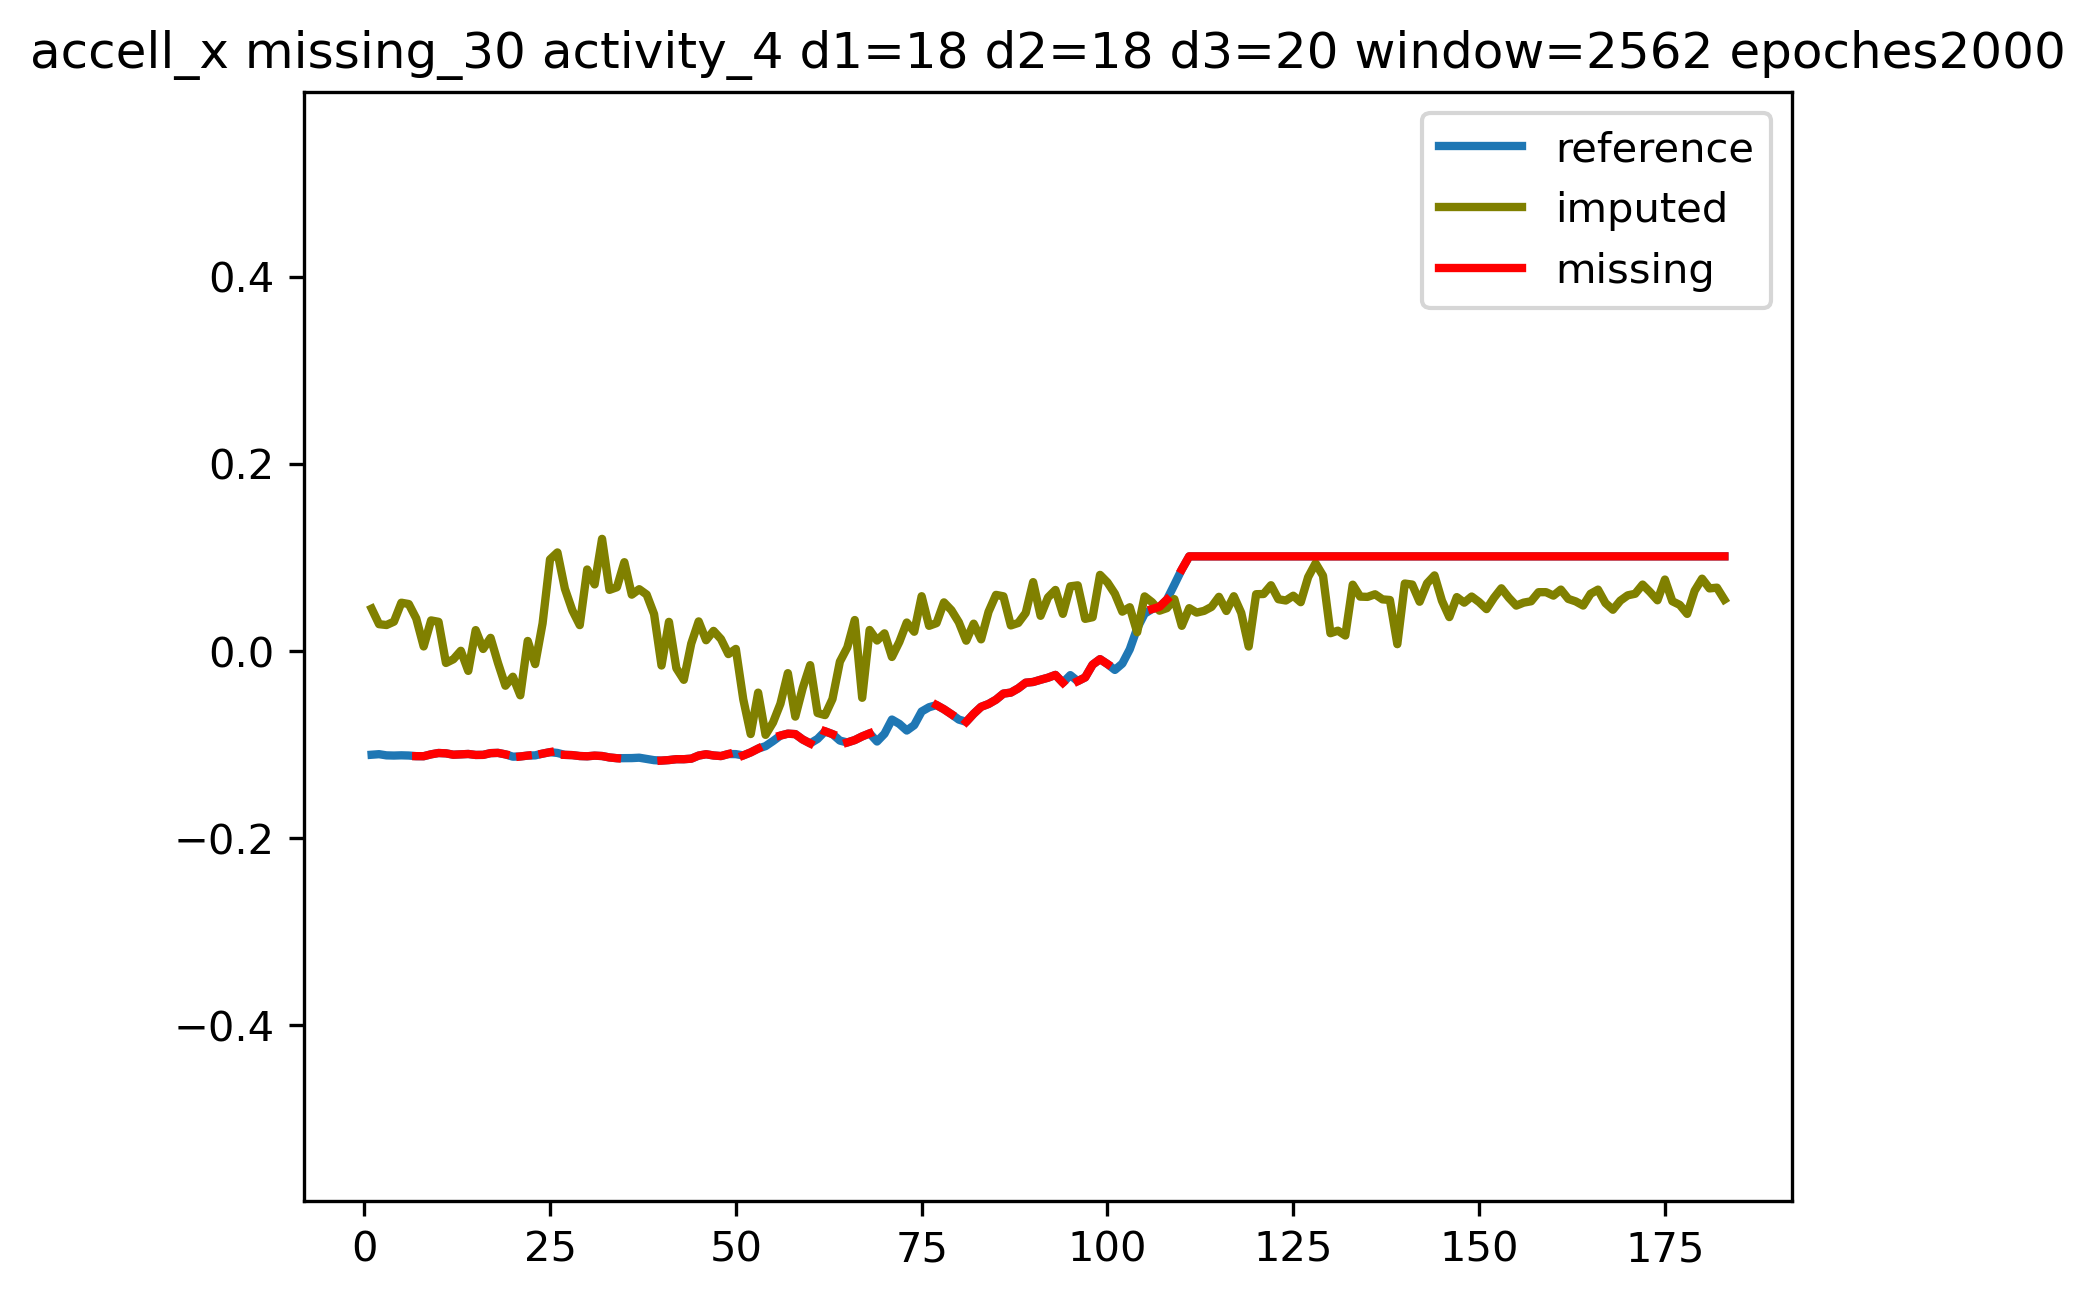 accell_x missing_30 activity_4 d1=18 d2=18 d3=20 window=2562 epoches2000
reference
imputed
missing
0.4
0.2
0.0
−0.2
−0.4
0 25 50 75 100 125 150 175